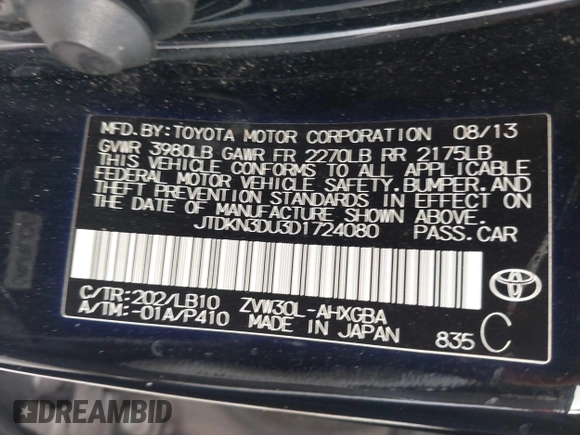 MFD.BY:TOYOTA MOTOR CORPORATION 08/13
GVWR 3980LB GAWR FR 2270LB RR 2175LB
THIS VEHICLE CONFORMS TO ALL APPLICABLE
FEDERAL MOTOR VEHICLE SAFETY,BUMPER,AND
THEFT PREVENTION STANDARDS IN EFFECT ON
THE DATE OF MANUFACTURE SHOWN ABOVE.
JTDKN3DU3D1724080 PASS.CAR
C/TR:202/LB10 ZVW30L-AHXGBA
A/TM:-01A/P410 MADE IN JAPAN 835 C
TOYOTA
DREAMBID